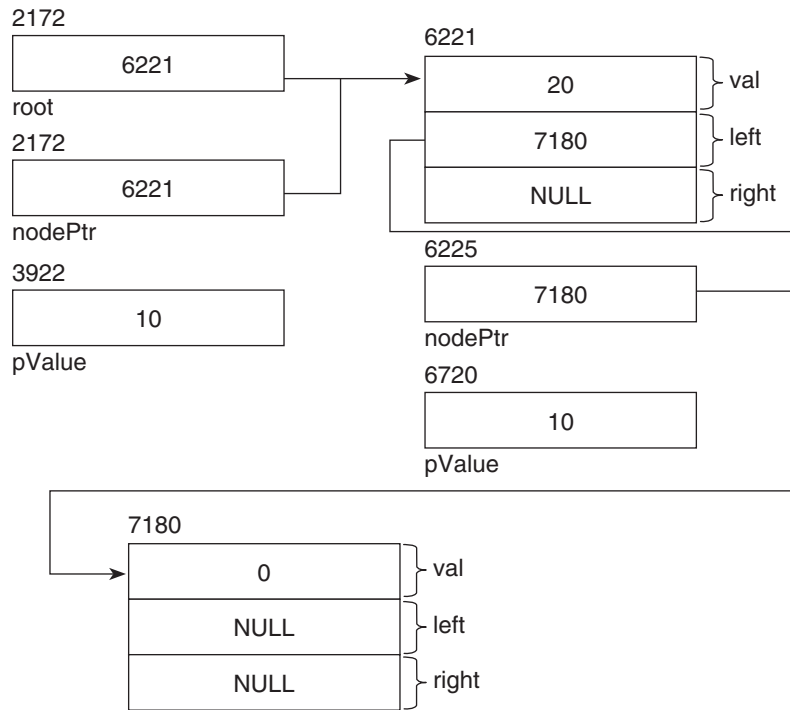 2172
6221
root
2172
6221
nodePtr
3922
10
pValue
6221
20
val
7180
left
NULL
right
6225
7180
nodePtr
6720
10
pValue
7180
0
val
NULL
left
NULL
right